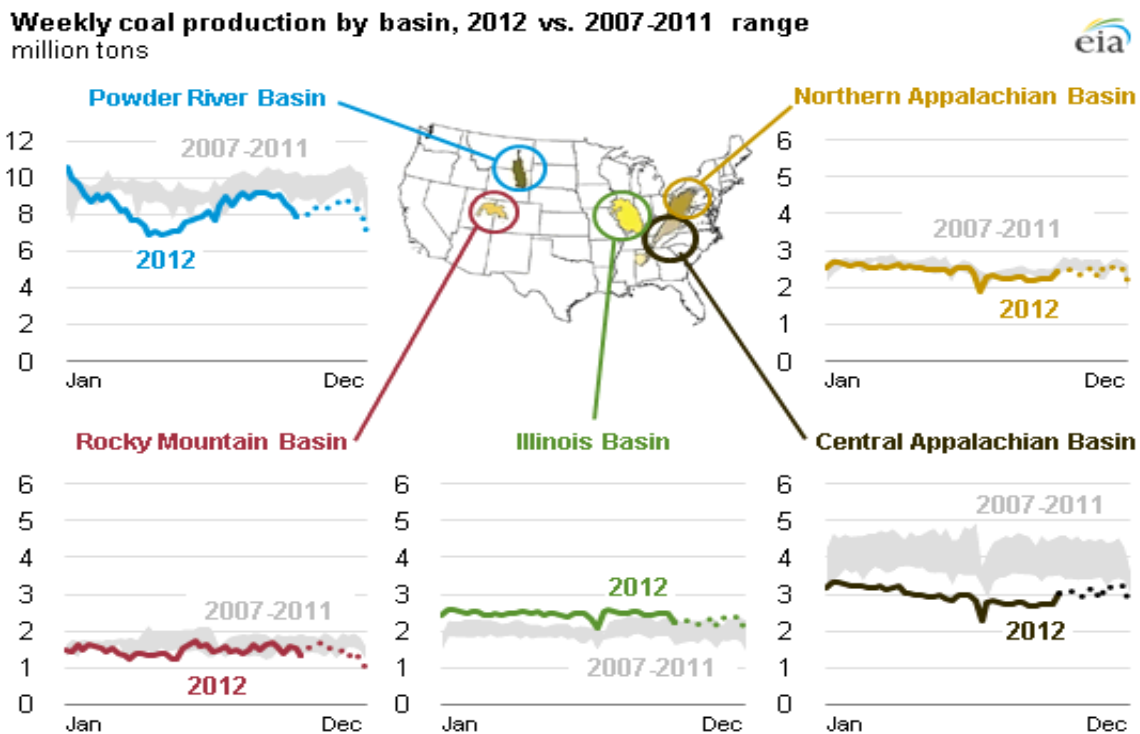 Weekly coal production by basin, 2012 vs. 2007-2011 range
million tons
eia
Powder River Basin
12
10
8
6
4
2
0
2007-2011
2012
Jan
Dec
Northern Appalachian Basin
6
5
4
3
2
1
0
2007-2011
2012
Jan
Dec
Rocky Mountain Basin
6
5
4
3
2
1
0
2007-2011
2012
Jan
Dec
Illinois Basin
6
5
4
3
2
1
0
2012
2007-2011
Jan
Dec
Central Appalachian Basin
6
5
4
3
2
1
0
2007-2011
2012
Jan
Dec